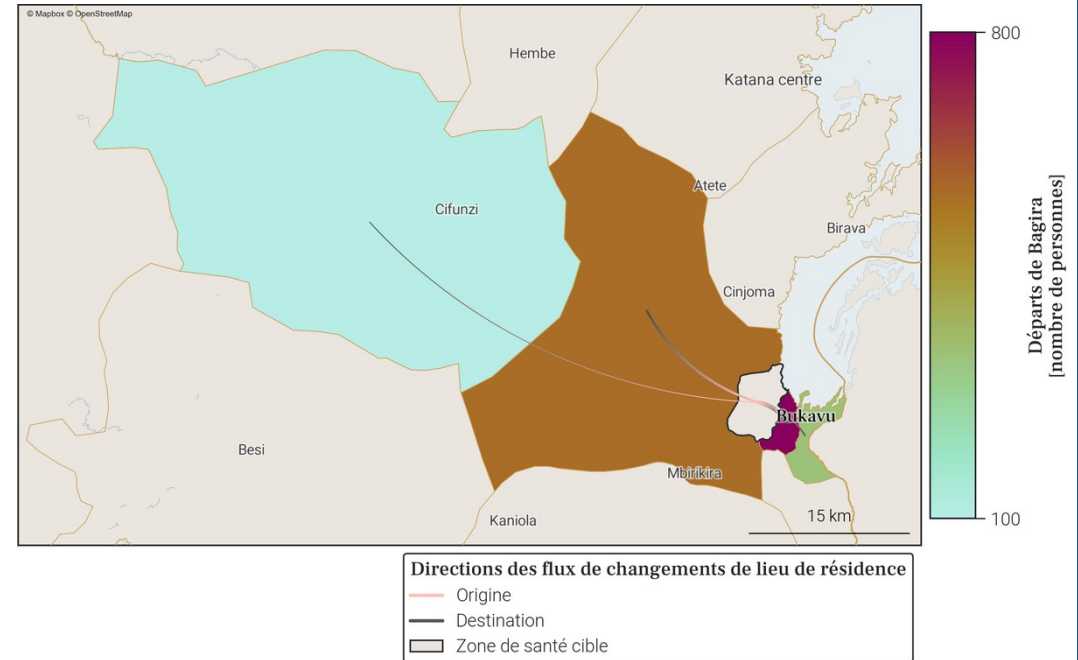 © Mapbox © OpenStreetMap
Hembe
Katana centre
Atete
Cifunzi
Birava
Cinjoma
Bukavu
Besi
Mbirikira
Kaniola
15 km
800
100
Départs de Bagira
[nombre de personnes]
Directions des flux de changements de lieu de résidence
Origine
Destination
Zone de santé cible